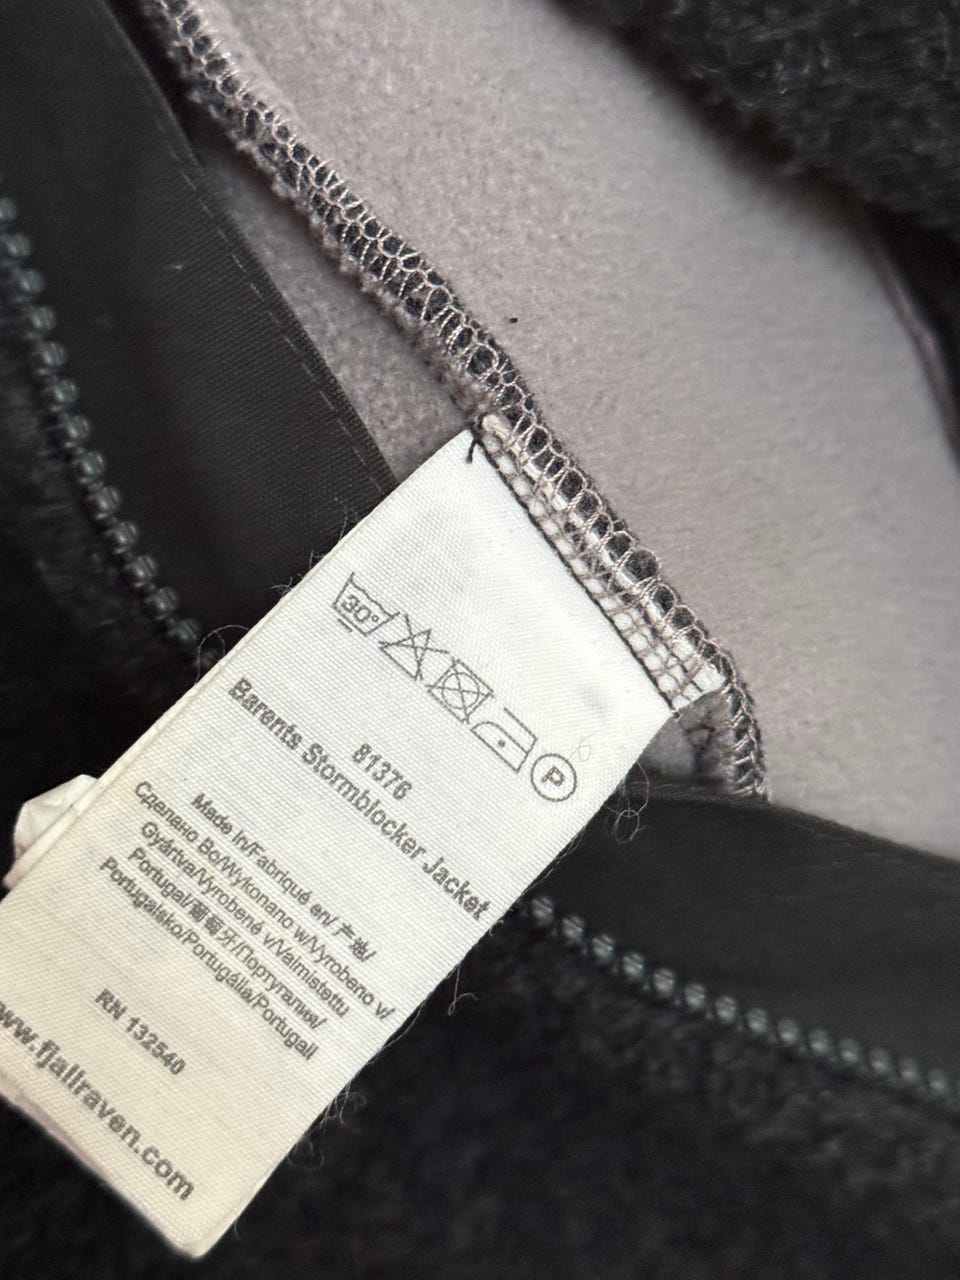 30°
P
81376
Barents Stormblocker Jacket
Made in/Fabriqué en/ 产地/
Сделано Во/Wykonano w/Vyrobeno v/
Gyártva/Vyrobené v/Valmistettu
Portugal/葡萄牙/Португалия/
Portugalsko/Portugália/Portugali
RN 132540
www.fjallraven.com